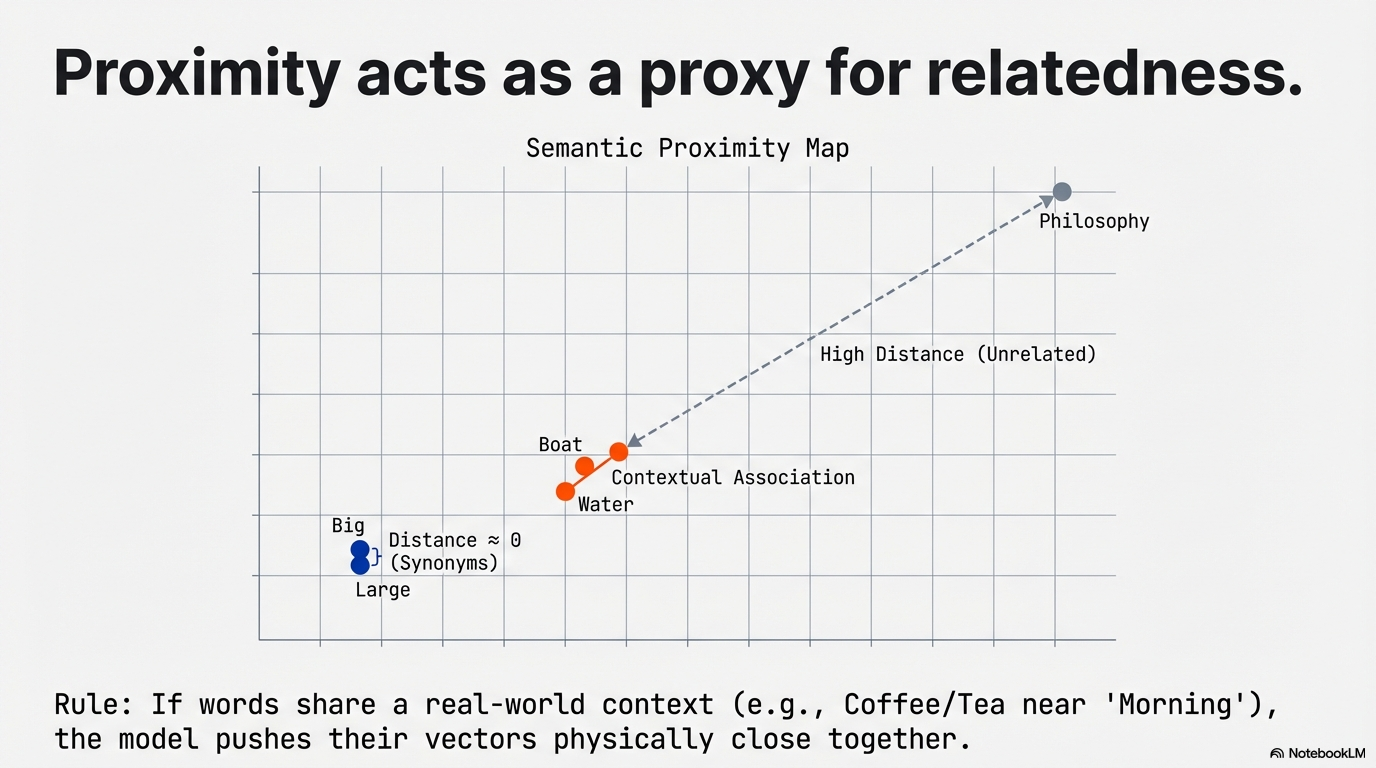 Proximity acts as a proxy for relatedness.
Semantic Proximity Map
Philosophy
High Distance (Unrelated)
Boat
Contextual Association
Water
Big
Distance ≈ 0
(Synonyms)
Large
Rule: If words share a real-world context (e.g., Coffee/Tea near 'Morning'),
the model pushes their vectors physically close together.
NotebookLM